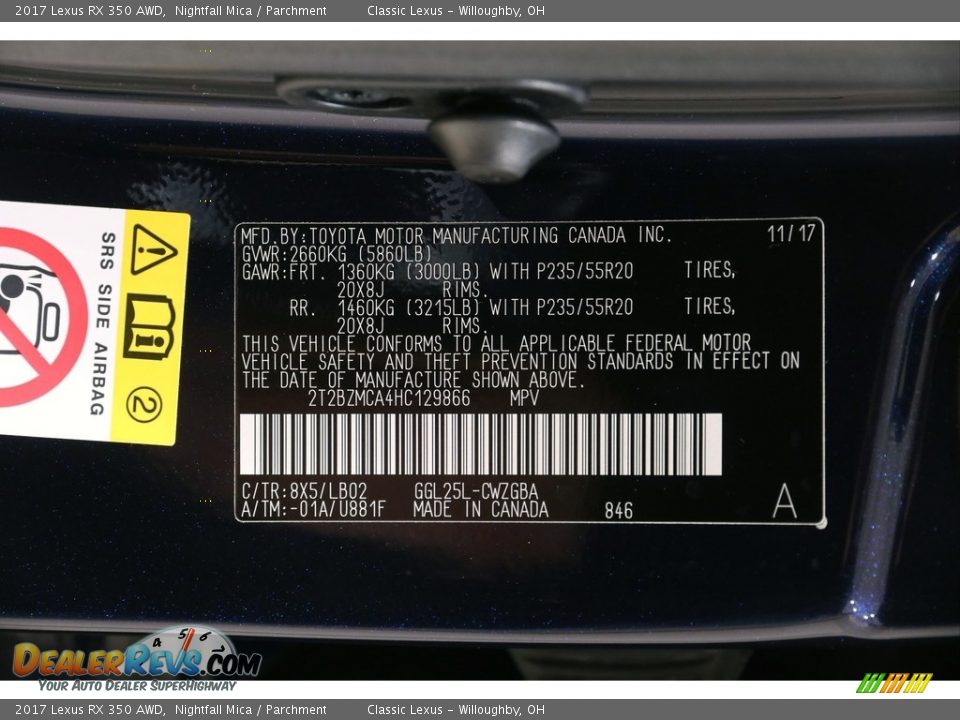 2017 Lexus RX 350 AWD, Nightfall Mica / Parchment Classic Lexus - Willoughby, OH
MFD.BY:TOYOTA MOTOR MANUFACTURING CANADA INC. 11/17
GVWR:2660KG (5860LB)
GAWR:FRT. 1360KG (3000LB) WITH P235/55R20 TIRES,
20X8J RIMS.
RR. 1460KG (3215LB) WITH P235/55R20 TIRES,
20X8J RIMS.
THIS VEHICLE CONFORMS TO ALL APPLICABLE FEDERAL MOTOR
VEHICLE SAFETY AND THEFT PREVENTION STANDARDS IN EFFECT ON
THE DATE OF MANUFACTURE SHOWN ABOVE.
2T2BZMCA4HC129866 MPV
C/TR:8X5/LB02 GGL25L-CWZGBA
A/TM:-01A/U881F MADE IN CANADA 846 A
SRS SIDE AIRBAG
2
4 5 6
DEALERREVS.COM
YOUR AUTO DEALER SUPERHIGHWAY
2017 Lexus RX 350 AWD, Nightfall Mica / Parchment Classic Lexus - Willoughby, OH